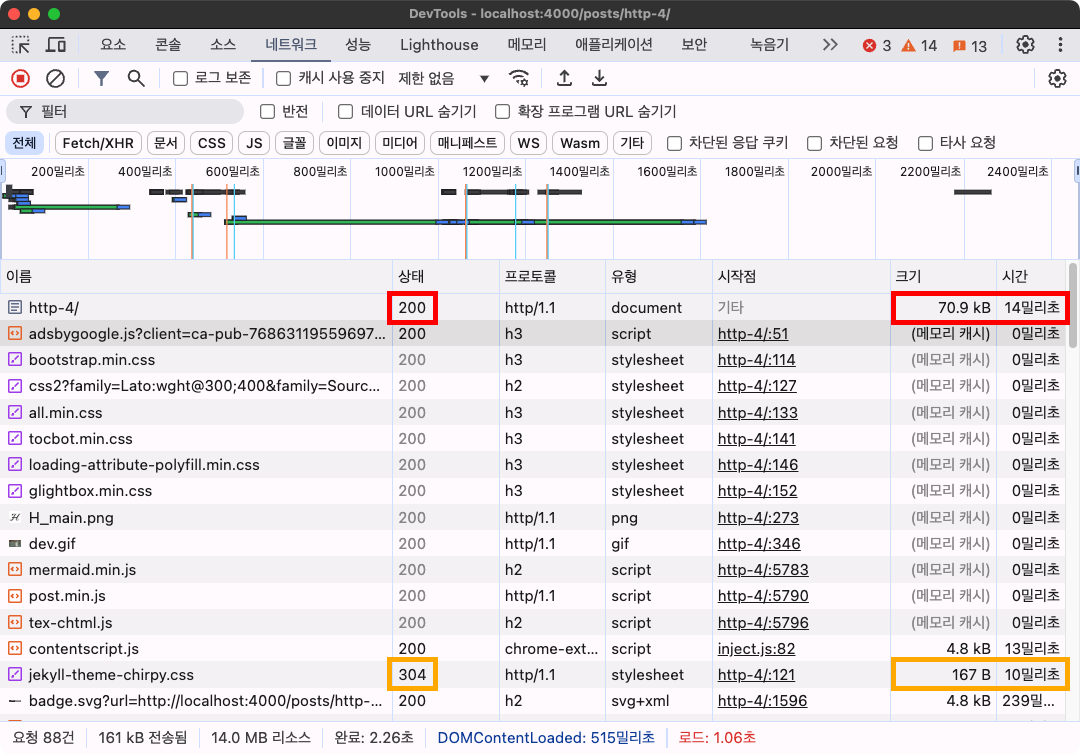 DevTools - localhost:4000/posts/http-4/
요소 콘솔 소스 네트워크 성능 Lighthouse 메모리 애플리케이션 보안 녹음기 3 14 13
로그 보존 캐시 사용 중지 제한 없음
필터 반전 데이터 URL 숨기기 확장 프로그램 URL 숨기기
전체 Fetch/XHR 문서 CSS JS 글꼴 이미지 미디어 매니페스트 WS Wasm 기타 차단된 응답 쿠키 차단된 요청 타사 요청
200밀리초 400밀리초 600밀리초 800밀리초 1000밀리초 1200밀리초 1400밀리초 1600밀리초 1800밀리초 2000밀리초 2200밀리초 2400밀리초
이름 상태 프로토콜 유형 시작점 크기 시간
http-4/ 200 http/1.1 document 기타 70.9 kB 14밀리초
adsbygoogle.js?client=ca-pub-76863119559697... 200 h3 script http-4/:51 (메모리 캐시) 0밀리초
bootstrap.min.css 200 h3 stylesheet http-4/:114 (메모리 캐시) 0밀리초
css2?family=Lato:wght@300;400&family=Sourc... 200 h2 stylesheet http-4/:127 (메모리 캐시) 0밀리초
all.min.css 200 h3 stylesheet http-4/:133 (메모리 캐시) 0밀리초
tocbot.min.css 200 h3 stylesheet http-4/:141 (메모리 캐시) 0밀리초
loading-attribute-polyfill.min.css 200 h3 stylesheet http-4/:146 (메모리 캐시) 0밀리초
glightbox.min.css 200 h3 stylesheet http-4/:152 (메모리 캐시) 0밀리초
H_main.png 200 http/1.1 png http-4/:273 (메모리 캐시) 0밀리초
dev.gif 200 http/1.1 gif http-4/:346 (메모리 캐시) 0밀리초
mermaid.min.js 200 h2 script http-4/:5783 (메모리 캐시) 0밀리초
post.min.js 200 http/1.1 script http-4/:5790 (메모리 캐시) 0밀리초
tex-chtml.js 200 h2 script http-4/:5796 (메모리 캐시) 0밀리초
contentscript.js 200 chrome-ext... script inject.js:82 4.8 kB 13밀리초
jekyll-theme-chirpy.css 304 http/1.1 stylesheet http-4/:121 167 B 10밀리초
badge.svg?url=http://localhost:4000/posts/http-... 200 h2 svg+xml http-4/:1596 4.8 kB 239밀...
요청 88건 161 kB 전송됨 14.0 MB 리소스 완료: 2.26초 DOMContentLoaded: 515밀리초 로드: 1.06초